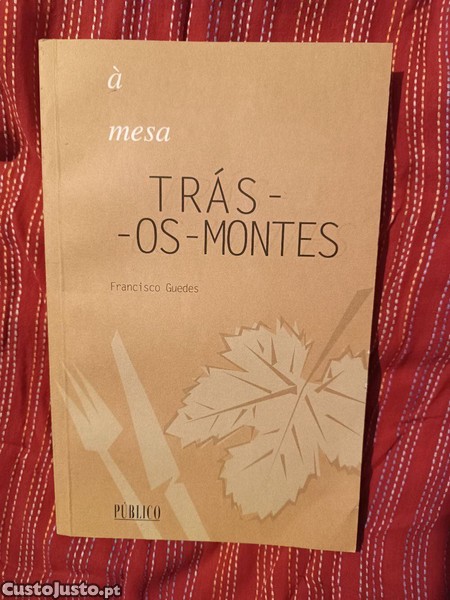 à
mesa
TRÁS-
-OS-MONTES
Francisco Guedes
PÚBLICO
CustoJusto.pt